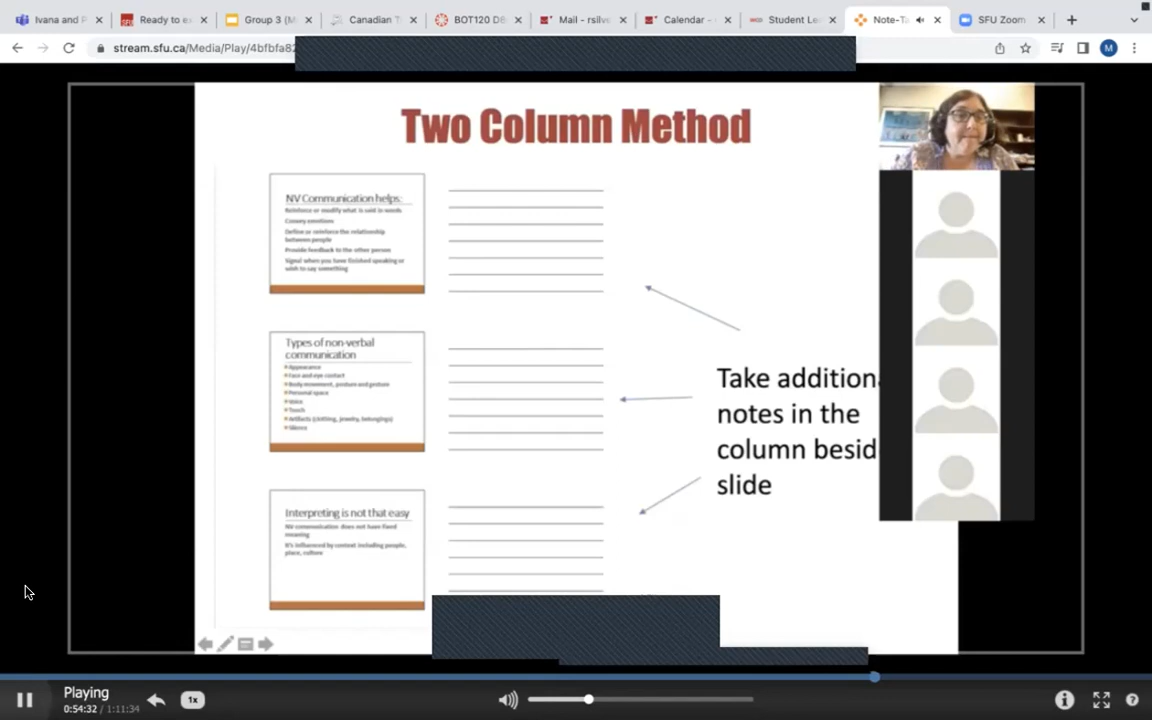 Ivana and P
Ready to e
Group 3 (M
Canadian T
BOT120 D
Mail - rsilve
Calendar -
Student Le
Note-Ta
SFU Zoom
stream.sfu.ca/Media/Play/4bfbfa82
M
Two Column Method
NV Communication helps:
Reinforce or modify what is said in words
Convey emotions
Define or reinforce the relationship
between people
Provide feedback to the other person
Signal when you have finished speaking or
wish to say something
Types of non-verbal
communication
Appearance
Face and eye contact
Body movement, posture and gesture
Personal space
Voice
Touch
Artifacts (clothing, jewelry, belongings)
Silence
Take addition
notes in the
column besid
slide
Interpreting is not that easy
NV communication does not have fixed
meaning
It's influenced by context including people,
place, culture
Playing
0:54:32 / 1:11:34
1x